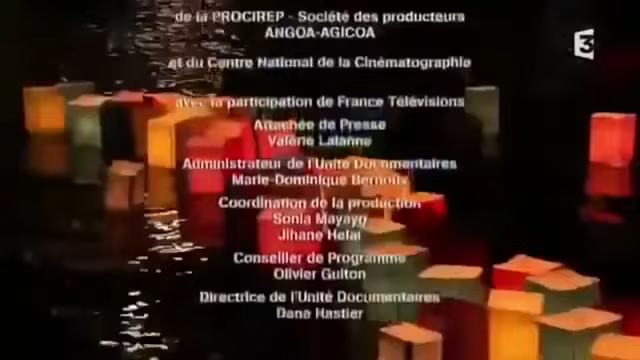 de la PROCIREP - Société des producteurs
ANGOA-AGICOA
et du Centre National de la Cinématographie
avec la participation de France Télévisions
Attachée de Presse
Valérie Lalanne
Administrateur de l'Unité Documentaires
Marie-Dominique
Coordination de la production
Sonia Mayayo
Jihane Helal
Conseiller de Programme
Olivier Guiton
Directrice de l'Unité Documentaires
Dana Hastier
3